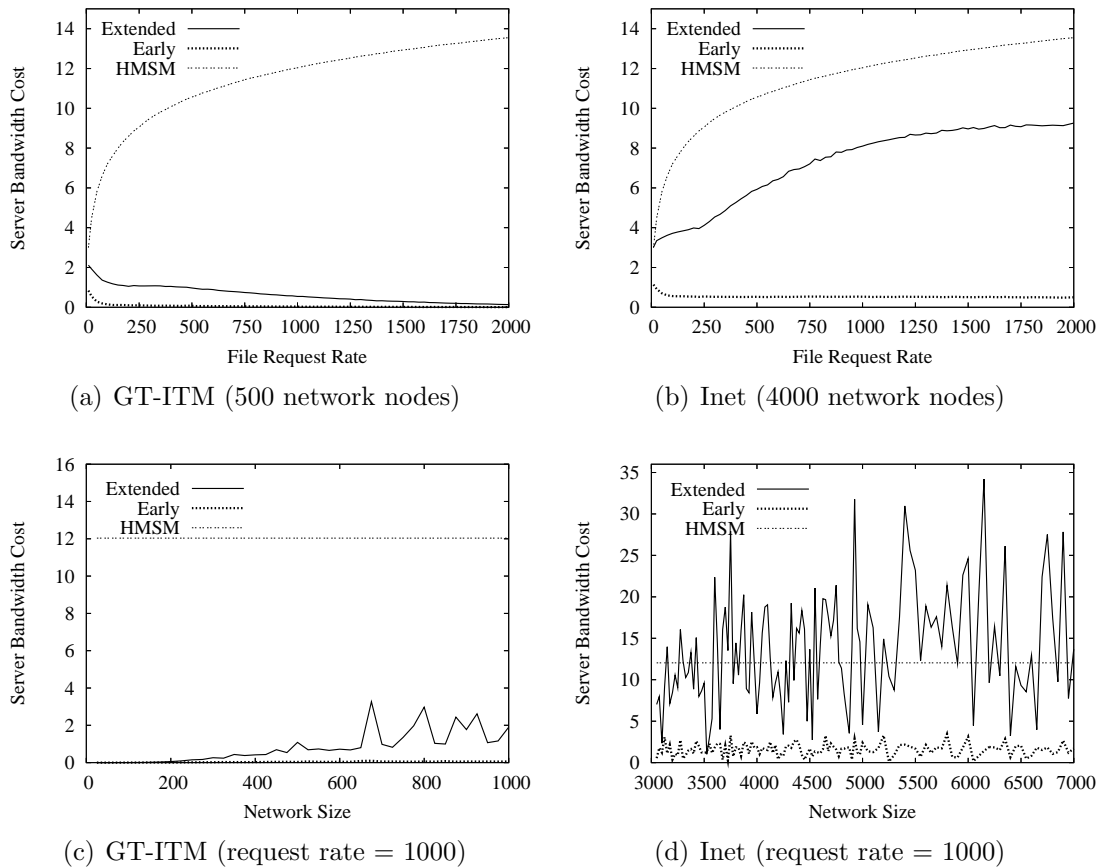 Server Bandwidth Cost
14
12
10
8
6
4
2
0
Extended
Early
HMSM
0 250 500 750 1000 1250 1500 1750 2000
File Request Rate
(a) GT-ITM (500 network nodes)
Server Bandwidth Cost
14
12
10
8
6
4
2
0
Extended
Early
HMSM
0 250 500 750 1000 1250 1500 1750 2000
File Request Rate
(b) Inet (4000 network nodes)
Server Bandwidth Cost
16
14
12
10
8
6
4
2
0
Extended
Early
HMSM
0 200 400 600 800 1000
Network Size
(c) GT-ITM (request rate = 1000)
Server Bandwidth Cost
35
30
25
20
15
10
5
0
Extended
Early
HMSM
3000 3500 4000 4500 5000 5500 6000 6500 7000
Network Size
(d) Inet (request rate = 1000)